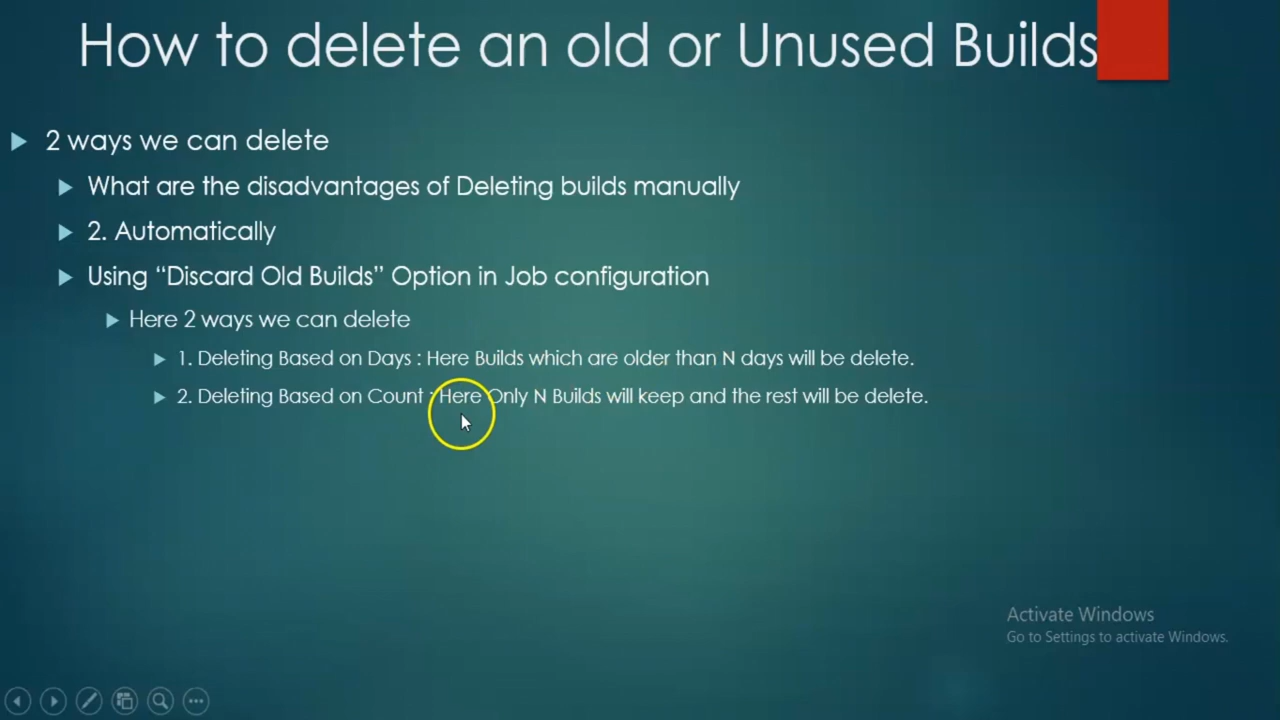 How to delete an old or Unused Builds
2 ways we can delete
What are the disadvantages of Deleting builds manually
2. Automatically
Using “Discard Old Builds” Option in Job configuration
Here 2 ways we can delete
1. Deleting Based on Days : Here Builds which are older than N days will be delete.
2. Deleting Based on Count : Here Only N Builds will keep and the rest will be delete.
Activate Windows
Go to Settings to activate Windows.